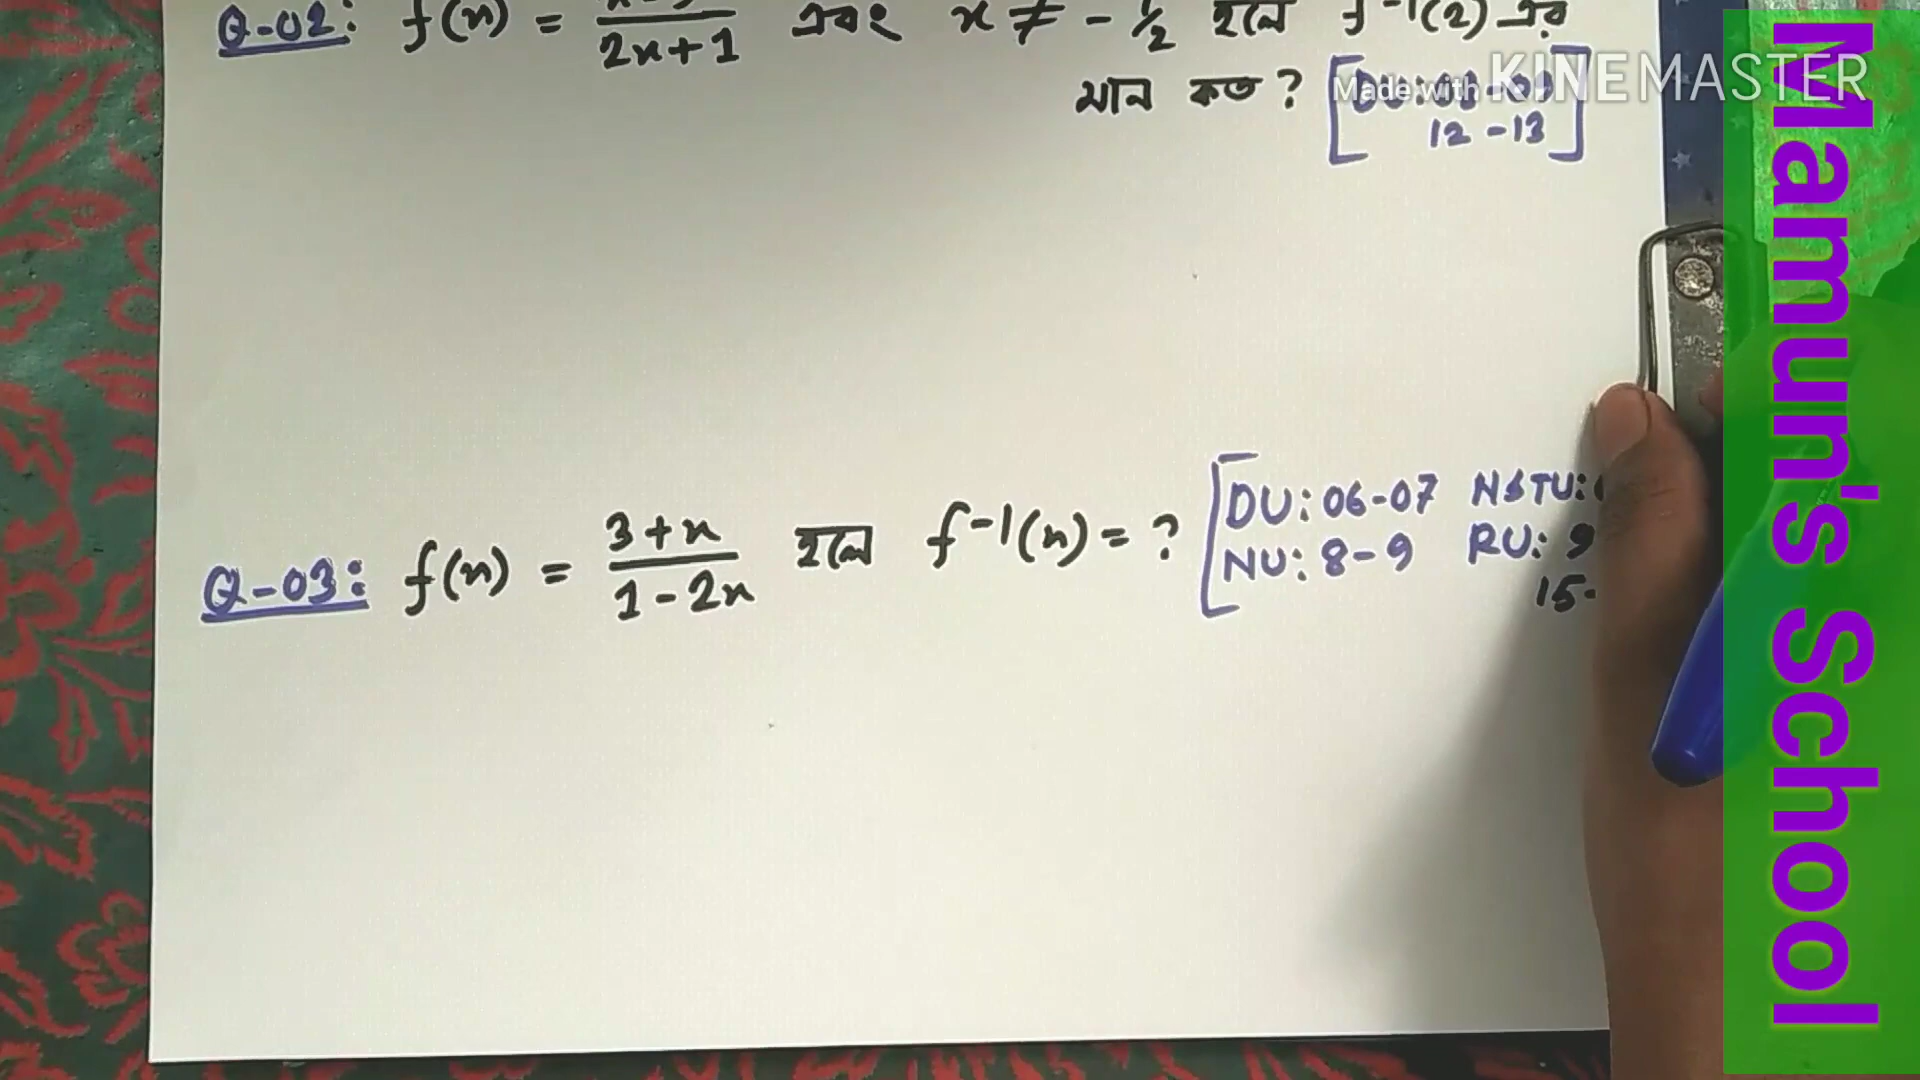 Q-02: f(x) = 2x+1 এবং x ≠ - 1/2 হলে f⁻¹(2) এর
মান কত? [DU:
12 - 13]
Made with KINEMASTER
Q-03: f(x) = 3+x / 1-2x হলে f⁻¹(x) = ? [DU: 06-07 NSTU:
NU: 8-9 RU: 9
15-
Mamun's School